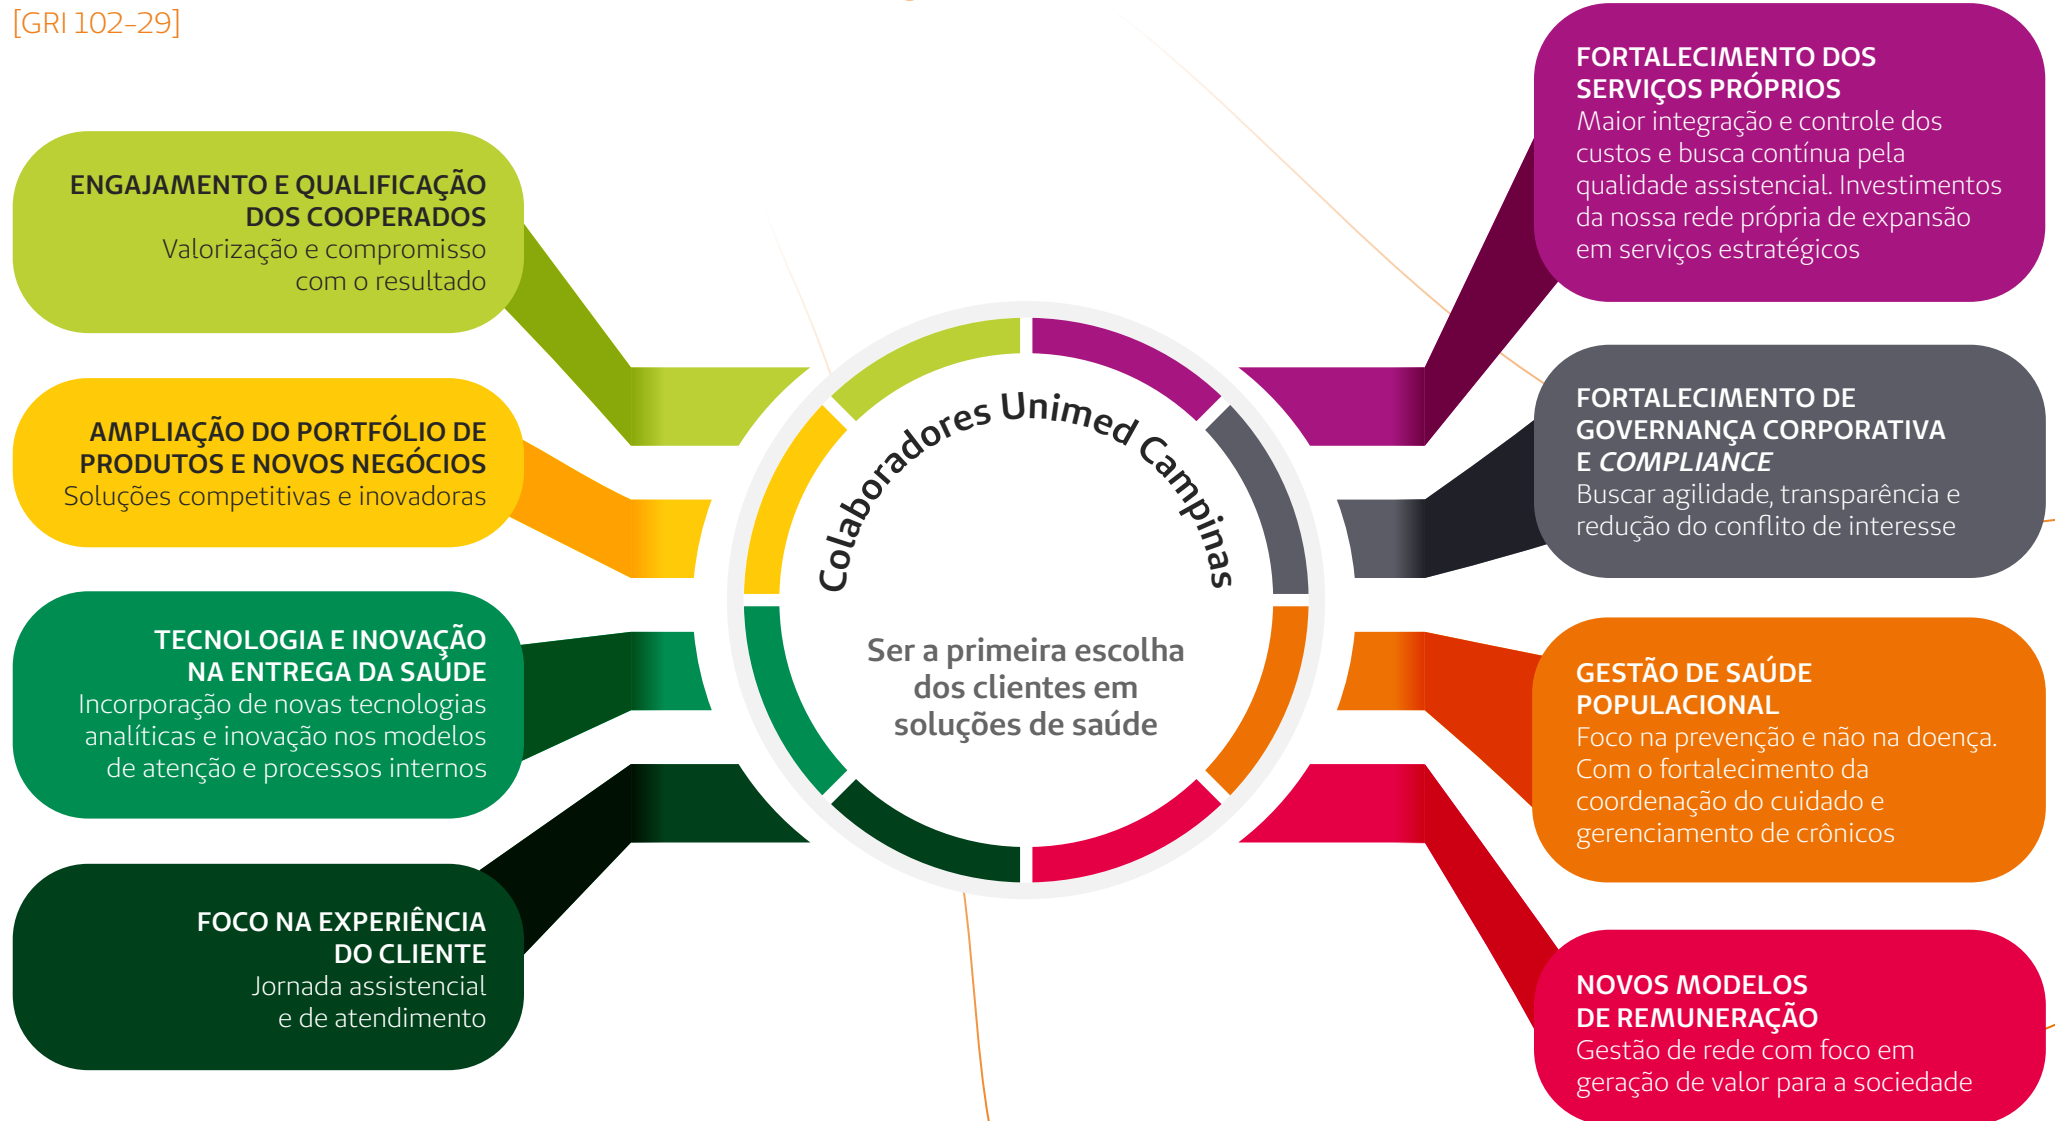 [GRI 102-29]
ENGAJAMENTO E QUALIFICAÇÃO
DOS COOPERADOS
Valorização e compromisso
com o resultado
AMPLIAÇÃO DO PORTFÓLIO DE
PRODUTOS E NOVOS NEGÓCIOS
Soluções competitivas e inovadoras
TECNOLOGIA E INOVAÇÃO
NA ENTREGA DA SAÚDE
Incorporação de novas tecnologias
analíticas e inovação nos modelos
de atenção e processos internos
FOCO NA EXPERIÊNCIA
DO CLIENTE
Jornada assistencial
e de atendimento
Colaboradores Unimed Campinas
Ser a primeira escolha
dos clientes em
soluções de saúde
FORTALECIMENTO DOS
SERVIÇOS PRÓPRIOS
Maior integração e controle dos
custos e busca contínua pela
qualidade assistencial. Investimentos
da nossa rede própria de expansão
em serviços estratégicos
FORTALECIMENTO DE
GOVERNANÇA CORPORATIVA
E COMPLIANCE
Buscar agilidade, transparência e
redução do conflito de interesse
GESTÃO DE SAÚDE
POPULACIONAL
Foco na prevenção e não na doença.
Com o fortalecimento da
coordenação do cuidado e
gerenciamento de crônicos
NOVOS MODELOS
DE REMUNERAÇÃO
Gestão de rede com foco em
geração de valor para a sociedade